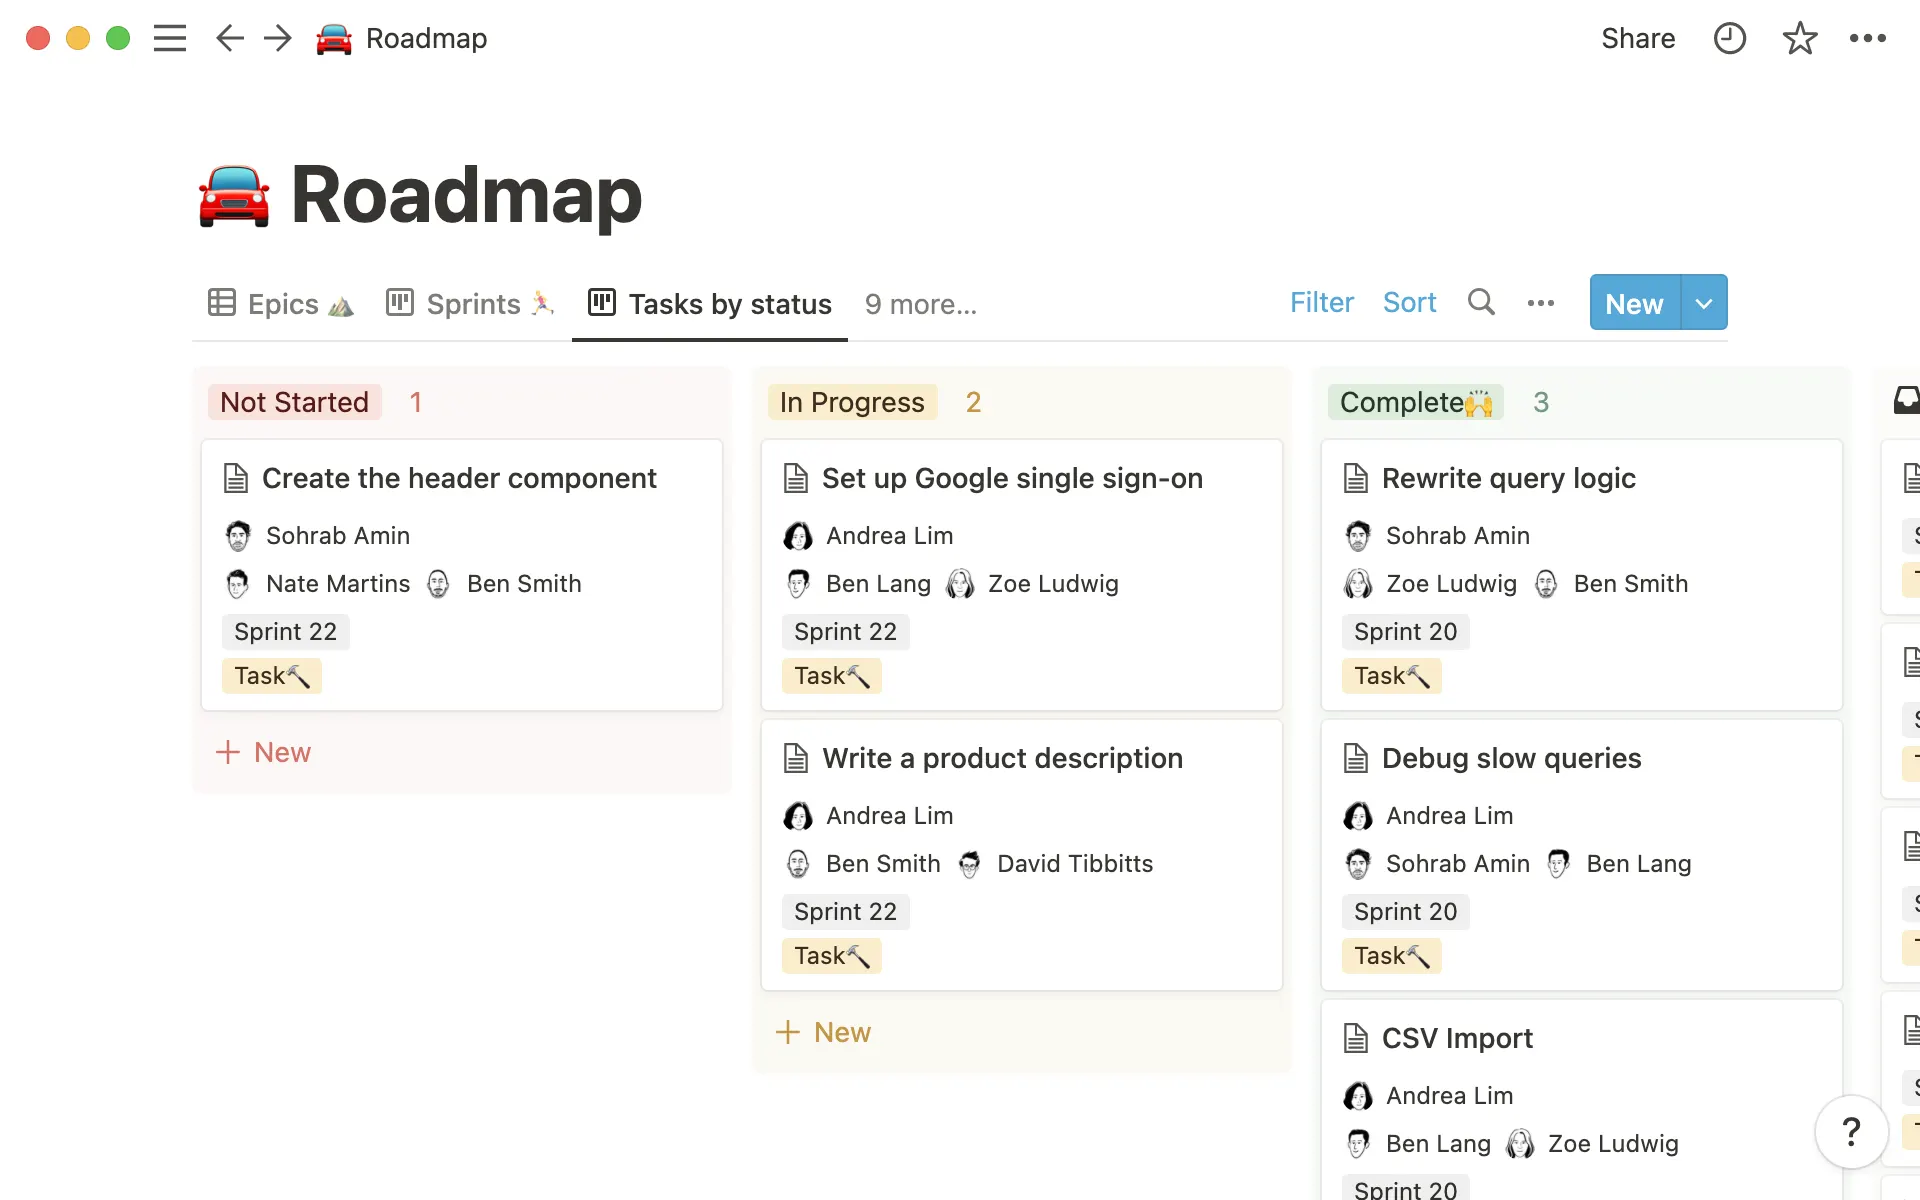 Roadmap
Share
Roadmap
Epics
Sprints
Tasks by status
9 more...
Filter
Sort
New
Not Started 1
Create the header component
Sohrab Amin
Nate Martins Ben Smith
Sprint 22
Task
+ New
In Progress 2
Set up Google single sign-on
Andrea Lim
Ben Lang Zoe Ludwig
Sprint 22
Task
Write a product description
Andrea Lim
Ben Smith David Tibbitts
Sprint 22
Task
+ New
Complete 3
Rewrite query logic
Sohrab Amin
Zoe Ludwig Ben Smith
Sprint 20
Task
Debug slow queries
Andrea Lim
Sohrab Amin Ben Lang
Sprint 20
Task
CSV Import
Andrea Lim
Ben Lang Zoe Ludwig
Sprint 20
?